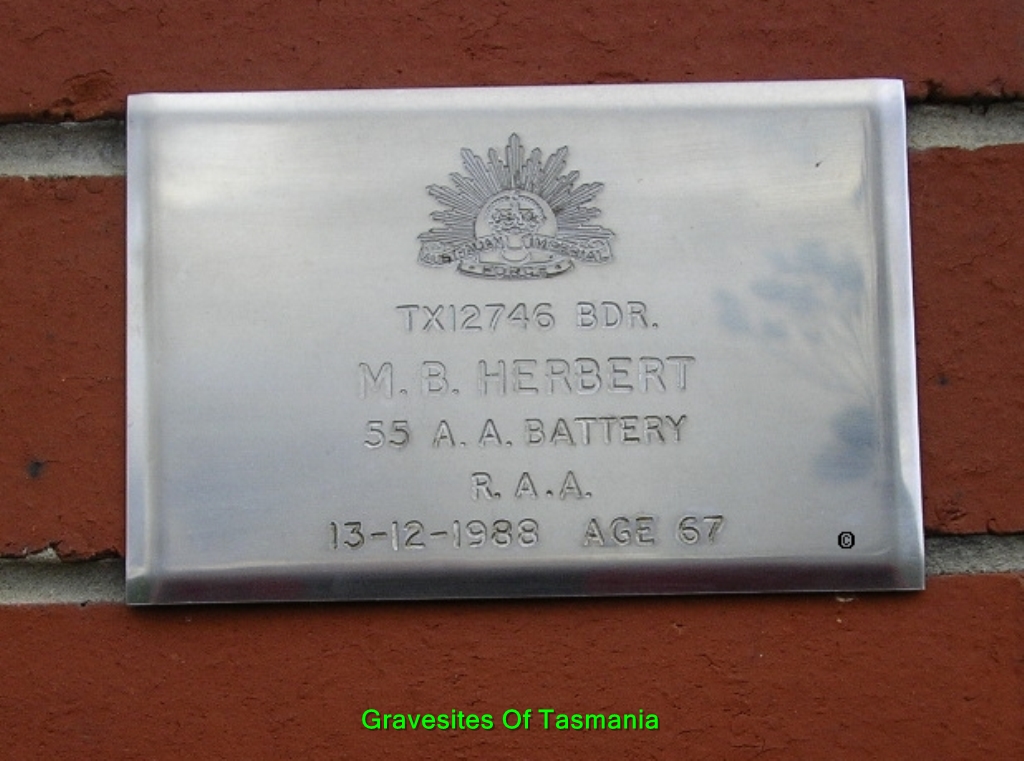 AUSTRALIAN IMPERIAL
FORCE
TX12746 BDR.
M. B. HERBERT
55 A. A. BATTERY
R. A. A.
13-12-1988 AGE 67
©
Gravesites Of Tasmania